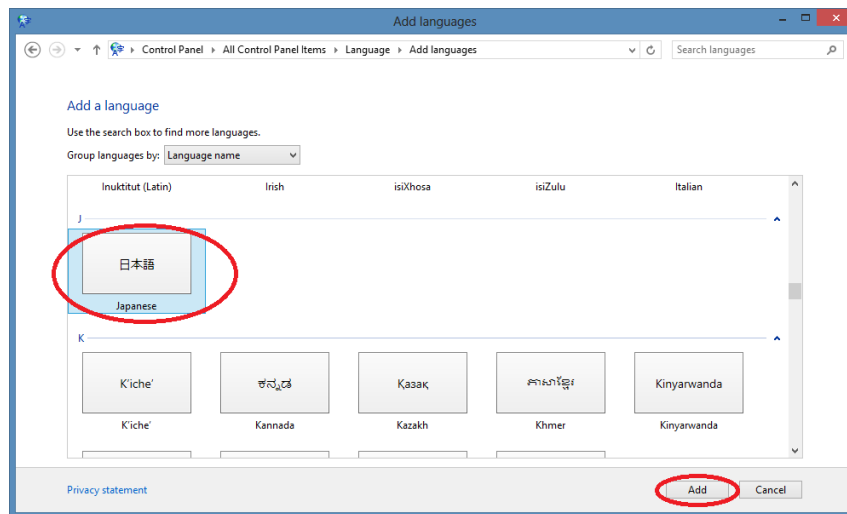 Add languages
Control Panel All Control Panel Items Language Add languages Search languages
Add a language
Use the search box to find more languages.
Group languages by: Language name
Inuktitut (Latin) Irish isiXhosa isiZulu Italian
J
日本語
Japanese
K
K'iche' ಕನ್ನಡ Қазақ ភាសាខ្មែរ Kinyarwanda
K'iche' Kannada Kazakh Khmer Kinyarwanda
Privacy statement Add Cancel